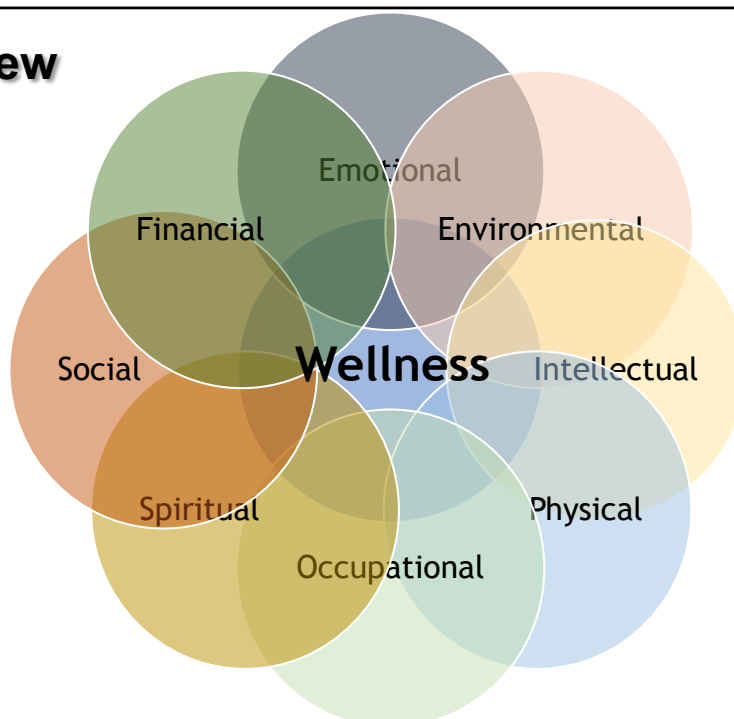 ew
Emotional
Financial
Environmental
Social
Wellness
Intellectual
Spiritual
Physical
Occupational